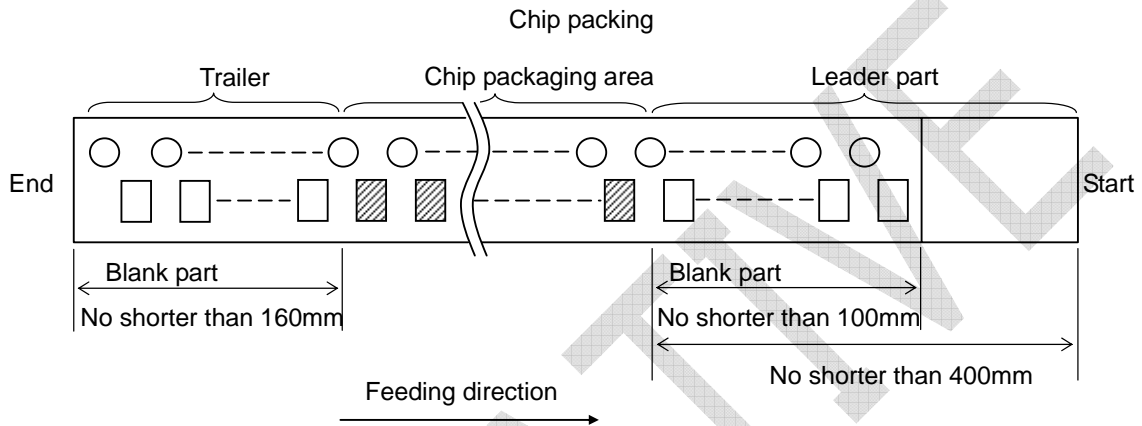 Chip packing
Trailer
Chip packaging area
Leader part
End
Start
Blank part
Blank part
No shorter than 160mm
No shorter than 100mm
No shorter than 400mm
Feeding direction
TIVE